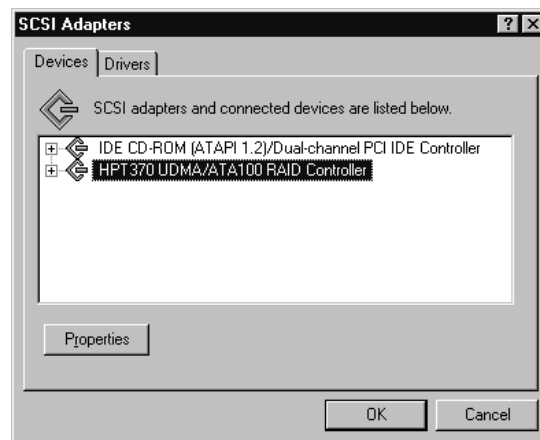 SCSI Adapters
Devices
Drivers
SCSI adapters and connected devices are listed below.
IDE CD-ROM (ATAPI 1.2)/Dual-channel PCI IDE Controller
HPT370 UDMA/ATA100 RAID Controller
Properties
OK
Cancel